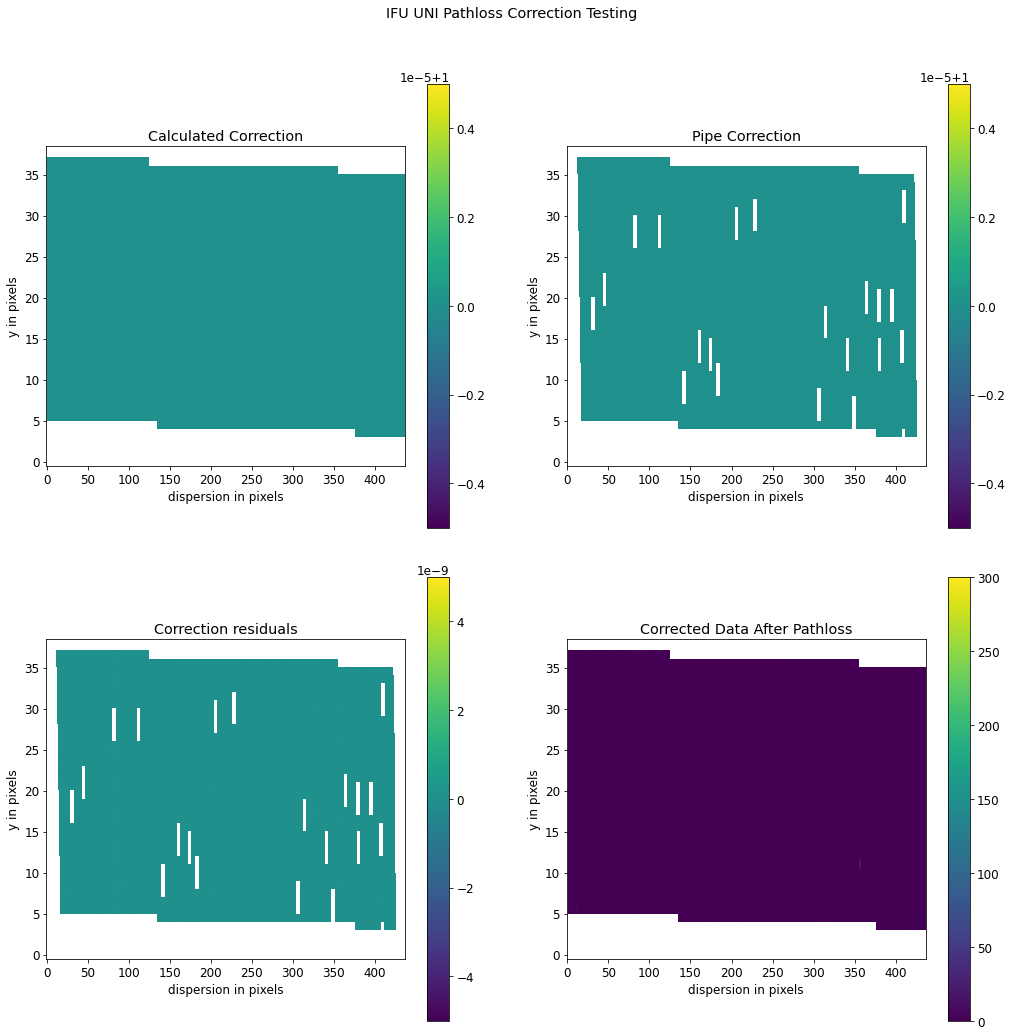 IFU UNI Pathloss Correction Testing
1e−5+1
Calculated Correction
0.4
0.2
0.0
−0.2
−0.4
35
30
25
20
15
10
5
0
y in pixels
0 50 100 150 200 250 300 350 400
dispersion in pixels
1e−5+1
Pipe Correction
0.4
0.2
0.0
−0.2
−0.4
35
30
25
20
15
10
5
0
y in pixels
0 50 100 150 200 250 300 350 400
dispersion in pixels
1e−9
Correction residuals
4
2
0
−2
−4
35
30
25
20
15
10
5
0
y in pixels
0 50 100 150 200 250 300 350 400
dispersion in pixels
Corrected Data After Pathloss
300
250
200
150
100
50
0
35
30
25
20
15
10
5
0
y in pixels
0 50 100 150 200 250 300 350 400
dispersion in pixels